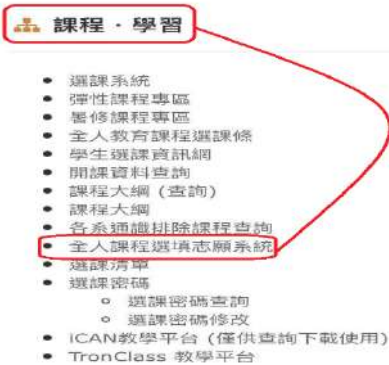 課程·學習
選課系統
彈性課程專區
暑修課程專區
全人教育課程選課條
學生選課資訊網
開課資料查詢
課程大綱 (查詢)
課程大綱
各系通識排除課程查詢
全人課程選填志願系統
選課清單
選課密碼
選課密碼查詢
選課密碼修改
iCAN教學平台 (僅供查詢下載使用)
TronClass 教學平台